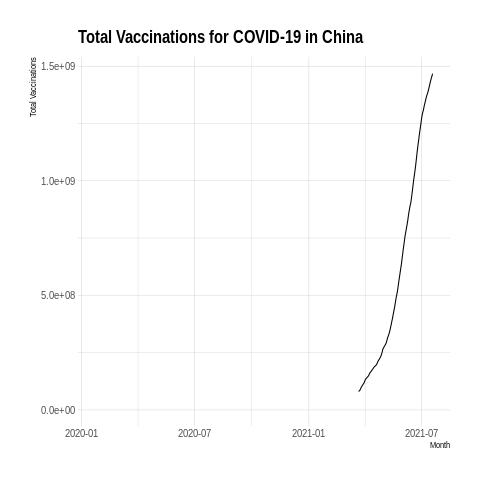 Total Vaccinations for COVID-19 in China
Total Vaccinations
1.5e+09
1.0e+09
5.0e+08
0.0e+00
2020-01 2020-07 2021-01 2021-07
Month